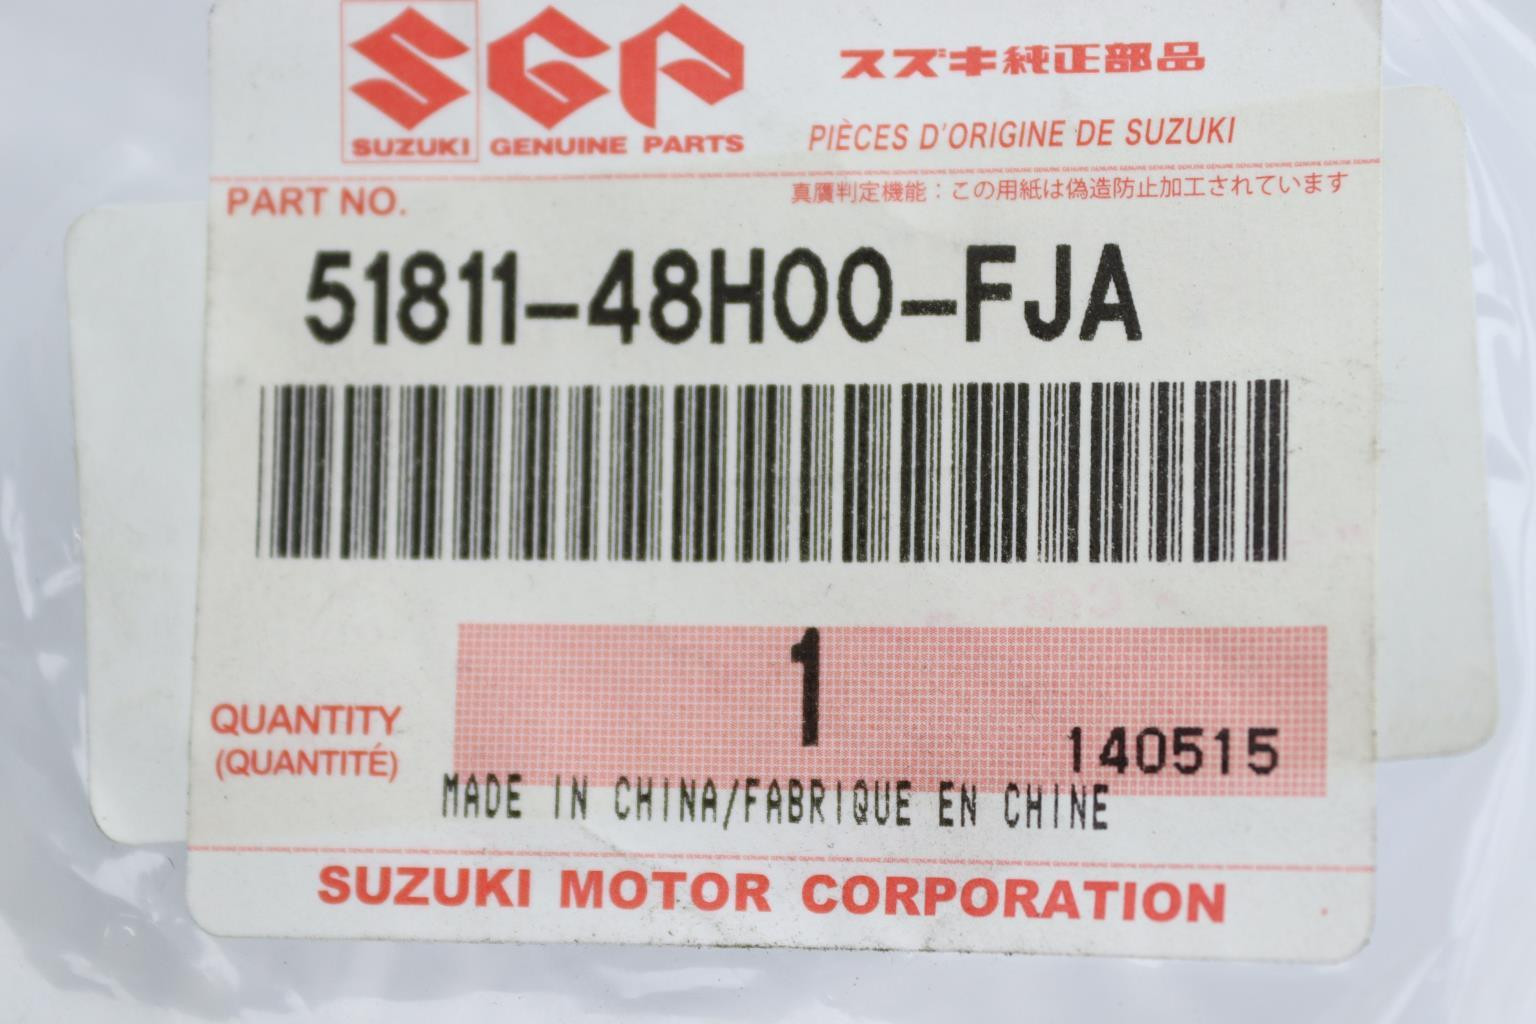 SGP スズキ純正部品
SUZUKI GENUINE PARTS PIÈCES D'ORIGINE DE SUZUKI
PART NO. 真贋判定機能：この用紙は偽造防止加工されています
51811-48H00-FJA
1
QUANTITY
(QUANTITÉ)
140515
MADE IN CHINA/FABRIQUE EN CHINE
SUZUKI MOTOR CORPORATION